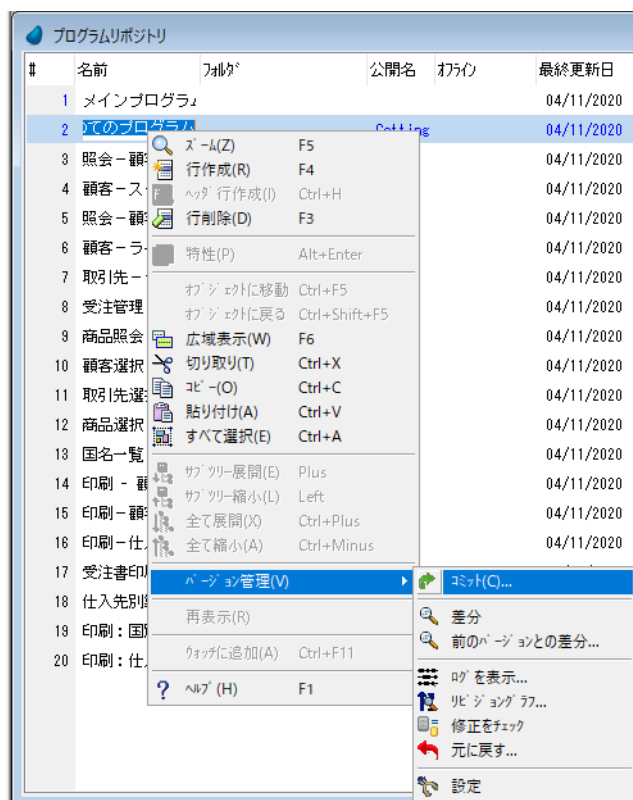 プログラムリポジトリ
# 名前 フォルダ 公開名 オフライン 最終更新日
1 メインプログラム 04/11/2020
2 てのプログラム 04/11/2020
ズーム(Z) F5
3 照会－顧 04/11/2020
行作成(R) F4
4 顧客－ス 04/11/2020
ヘッダ行作成(I) Ctrl+H
5 照会－顧 04/11/2020
行削除(D) F3
6 顧客－ラ 04/11/2020
特性(P) Alt+Enter
7 取引先－ 04/11/2020
オブジェクトに移動 Ctrl+F5
8 受注管理 04/11/2020
オブジェクトに戻る Ctrl+Shift+F5
9 商品照会 04/11/2020
広域表示(W) F6
10 顧客選択 04/11/2020
切り取り(T) Ctrl+X
コピー(O) Ctrl+C
11 取引先選 04/11/2020
貼り付け(A) Ctrl+V
12 商品選択 04/11/2020
すべて選択(E) Ctrl+A
13 国名一覧 04/11/2020
サブツリー展開(E) Plus
14 印刷 - 顧 04/11/2020
サブツリー縮小(L) Left
15 印刷－顧 04/11/2020
全て展開(X) Ctrl+Plus
16 印刷－仕 04/11/2020
全て縮小(A) Ctrl+Minus
17 受注書印
バージョン管理(V) コミット(C)...
18 仕入先別
再表示(R) 差分
19 印刷：国
前のバージョンとの差分...
ウォッチに追加(A) Ctrl+F11
20 印刷：仕
ログを表示...
ヘルプ(H) F1
リビジョングラフ...
修正をチェック
元に戻す...
設定